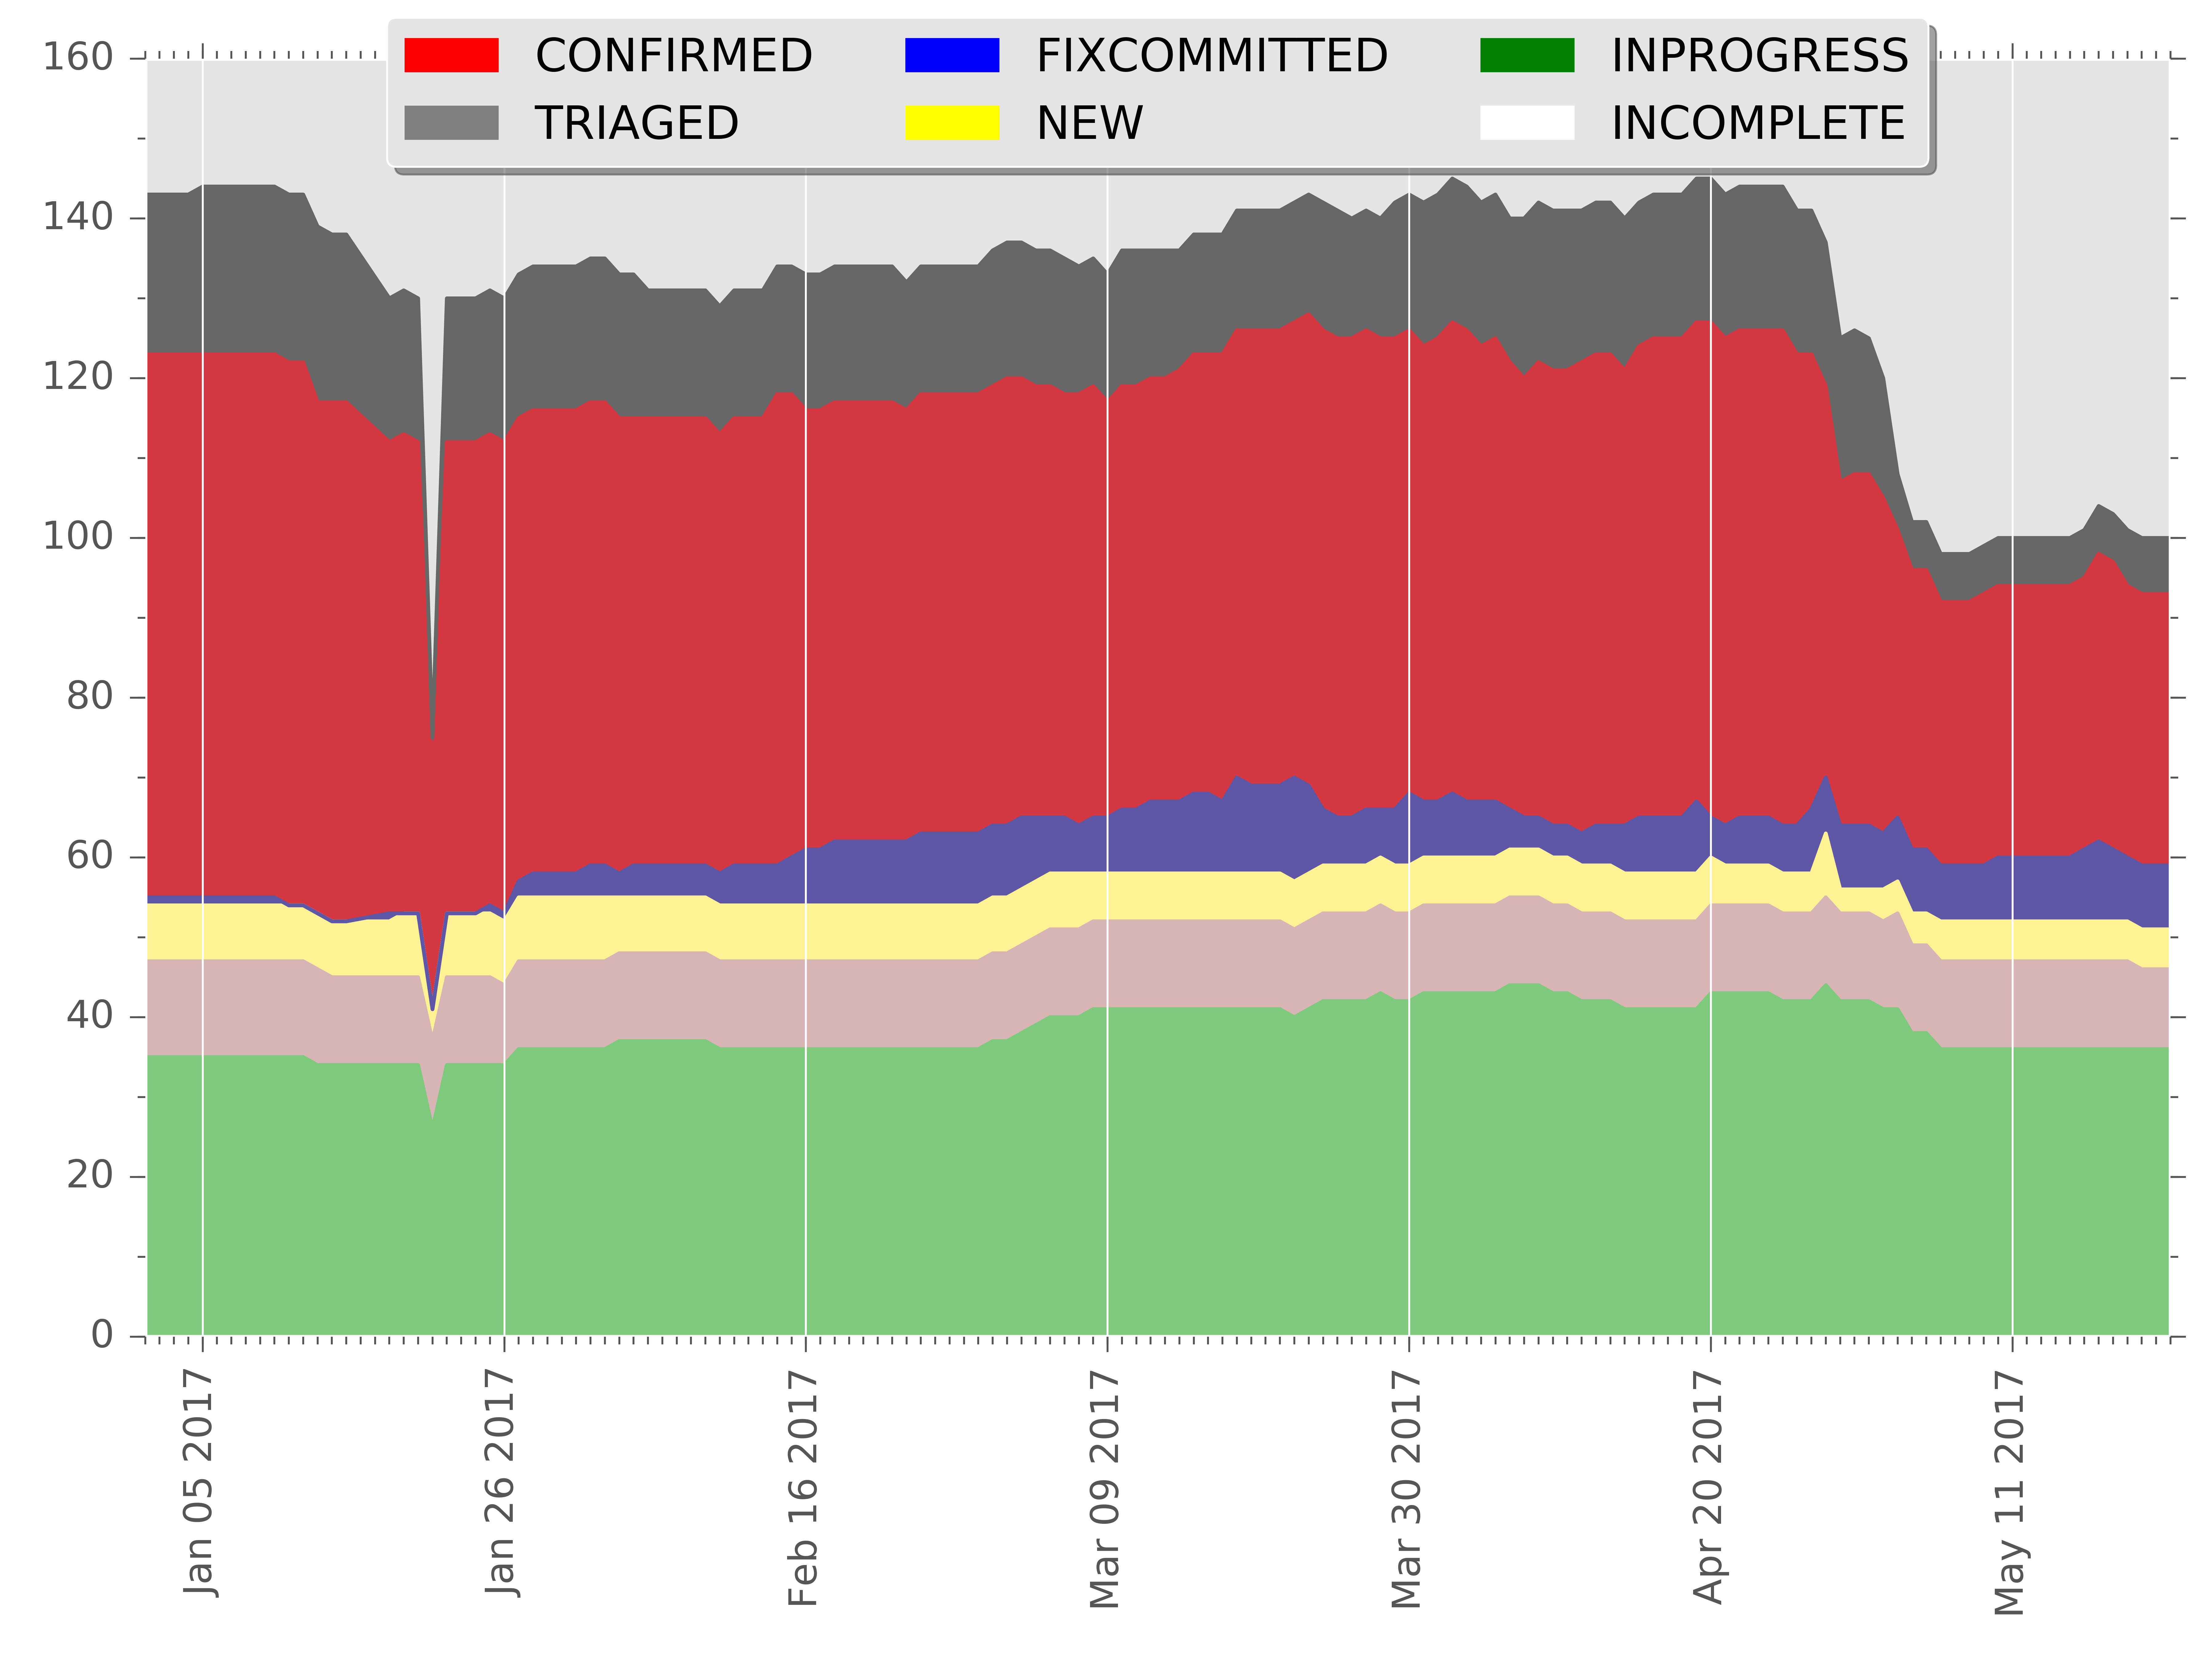 CONFIRMED FIXCOMMITTED INPROGRESS
TRIAGED NEW INCOMPLETE
160
140
120
100
80
60
40
20
0
Jan 05 2017
Jan 26 2017
Feb 16 2017
Mar 09 2017
Mar 30 2017
Apr 20 2017
May 11 2017